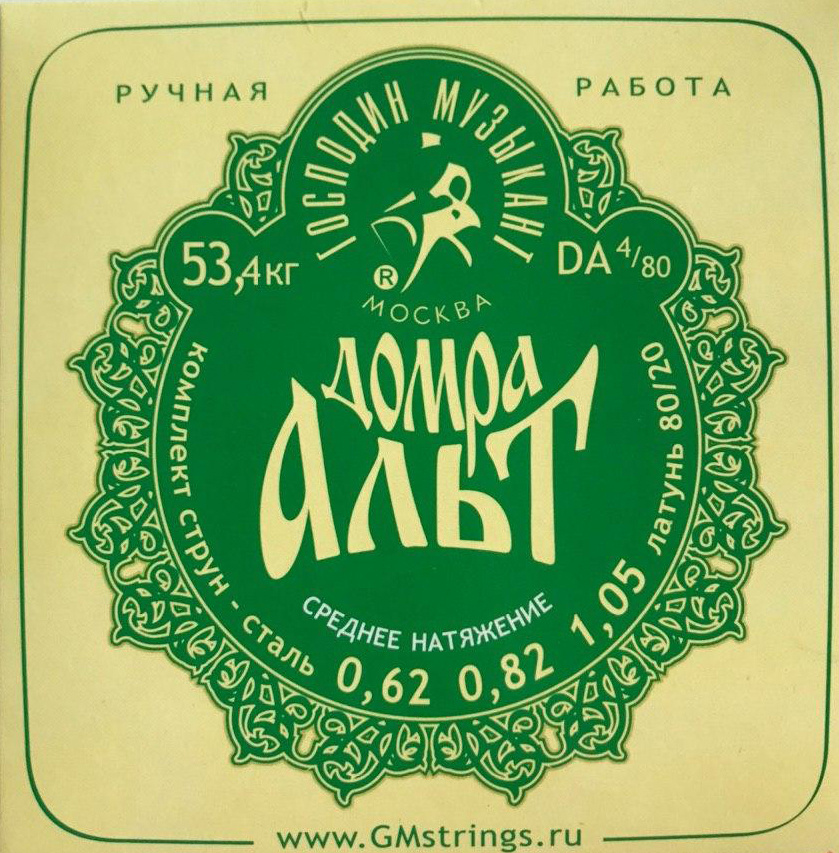 РУЧНАЯ РАБОТА
ГОСПОДИН МУЗЫКАНТ
53,4кг
DA 4/80
®
МОСКВА
ДОМРА
АЛЬТ
СРЕДНЕЕ НАТЯЖЕНИЕ
комплект струн - сталь 0,62 0,82 1,05 латунь 80/20
www.GMstrings.ru